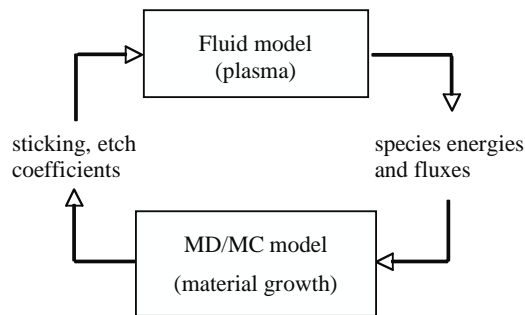 Fluid model
(plasma)
sticking, etch
coefficients
species energies
and fluxes
MD/MC model
(material growth)